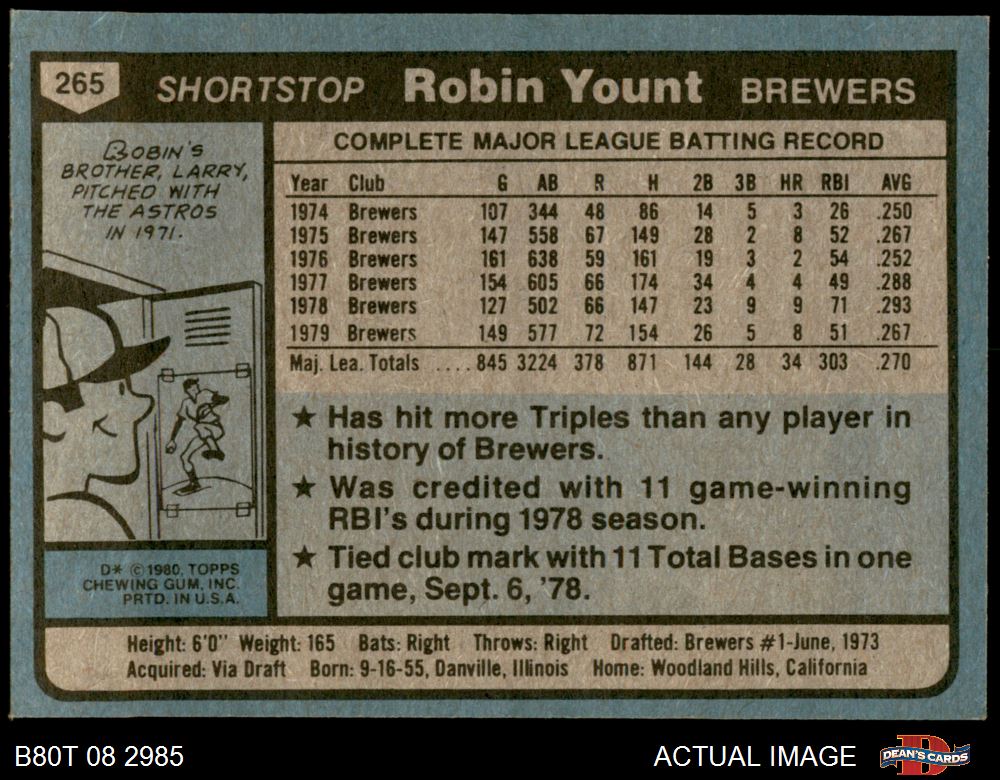 265 SHORTSTOP Robin Yount BREWERS
ROBIN'S
BROTHER, LARRY,
PITCHED WITH
THE ASTROS
IN 1971.
COMPLETE MAJOR LEAGUE BATTING RECORD
Year Club G AB R H 2B 3B HR RBI AVG
1974 Brewers 107 344 48 86 14 5 3 26 .250
1975 Brewers 147 558 67 149 28 2 8 52 .267
1976 Brewers 161 638 59 161 19 3 2 54 .252
1977 Brewers 154 605 66 174 34 4 4 49 .288
1978 Brewers 127 502 66 147 23 9 9 71 .293
1979 Brewers 149 577 72 154 26 5 8 51 .267
Maj. Lea. Totals .... 845 3224 378 871 144 28 34 303 .270
★ Has hit more Triples than any player in
history of Brewers.
★ Was credited with 11 game-winning
RBI's during 1978 season.
★ Tied club mark with 11 Total Bases in one
game, Sept. 6, '78.
D* © 1980, TOPPS
CHEWING GUM, INC.
PRTD. IN U.S.A.
Height: 6'0" Weight: 165 Bats: Right Throws: Right Drafted: Brewers #1-June, 1973
Acquired: Via Draft Born: 9-16-55, Danville, Illinois Home: Woodland Hills, California
B80T 08 2985 ACTUAL IMAGE DEAN'S CARDS